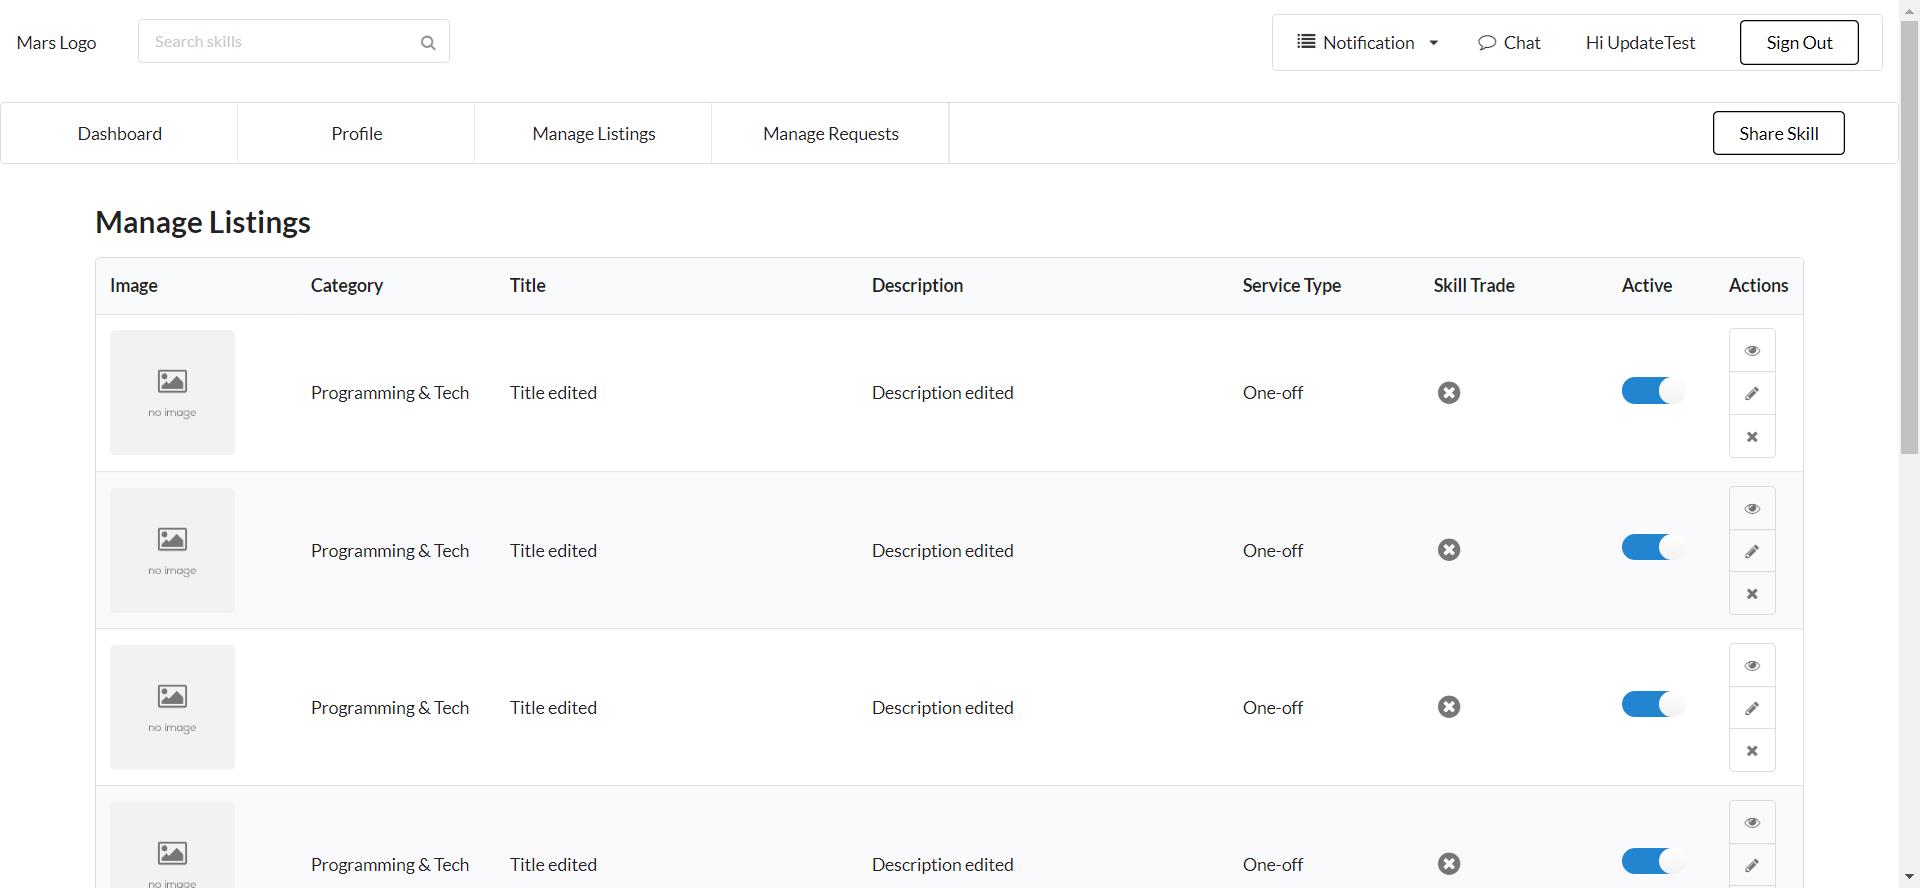 Mars Logo
Search skills
Notification
Chat
Hi UpdateTest
Sign Out
Dashboard
Profile
Manage Listings
Manage Requests
Share Skill
Manage Listings
Image Category Title Description Service Type Skill Trade Active Actions
no image
Programming & Tech Title edited Description edited One-off
no image
Programming & Tech Title edited Description edited One-off
no image
Programming & Tech Title edited Description edited One-off
no image
Programming & Tech Title edited Description edited One-off